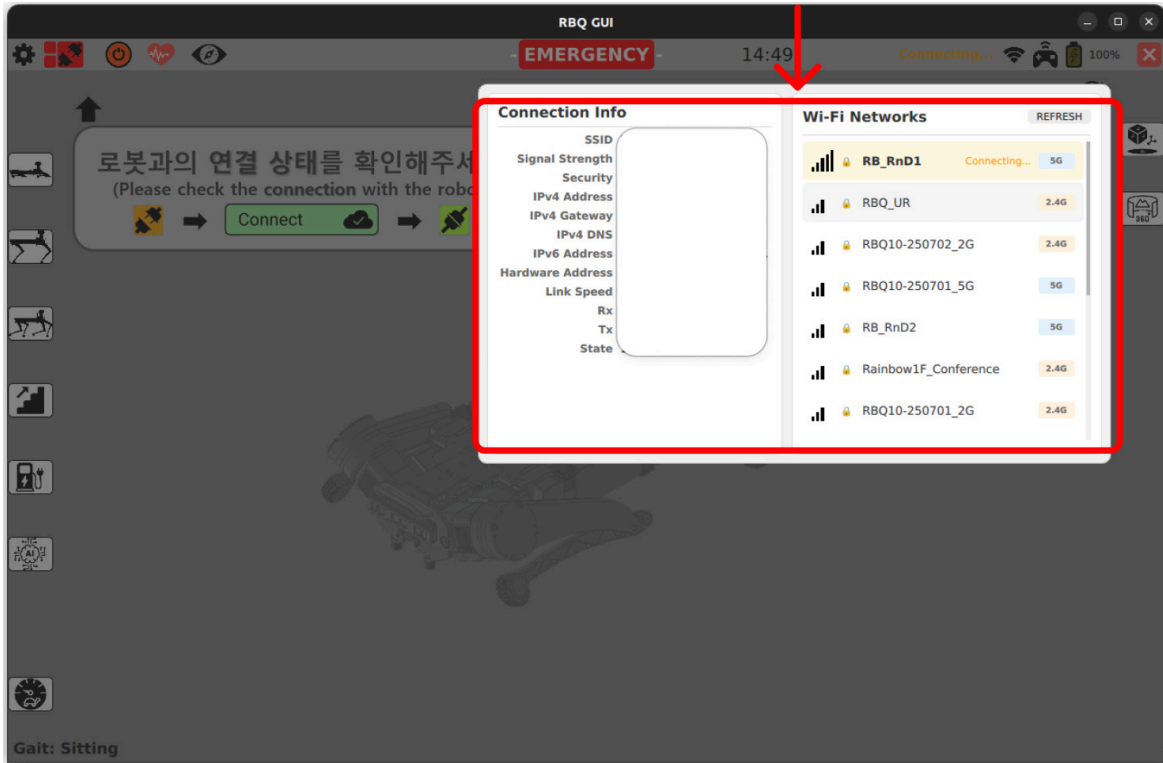 RBQ GUI
- EMERGENCY -
14:49
Connecting...
100%
로봇과의 연결 상태를 확인해주세
(Please check the connection with the robo
Connect
Connection Info
SSID
Signal Strength
Security
IPv4 Address
IPv4 Gateway
IPv4 DNS
IPv6 Address
Hardware Address
Link Speed
Rx
Tx
State
Wi-Fi Networks
REFRESH
RB_RnD1 Connecting... 5G
RBQ_UR 2.4G
RBQ10-250702_2G 2.4G
RBQ10-250701_5G 5G
RB_RnD2 5G
Rainbow1F_Conference 2.4G
RBQ10-250701_2G 2.4G
360
AI
Gait: Sitting